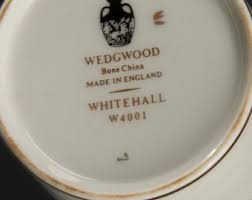 WEDGWOOD
Bone China
MADE IN ENGLAND
WHITEHALL
W4001